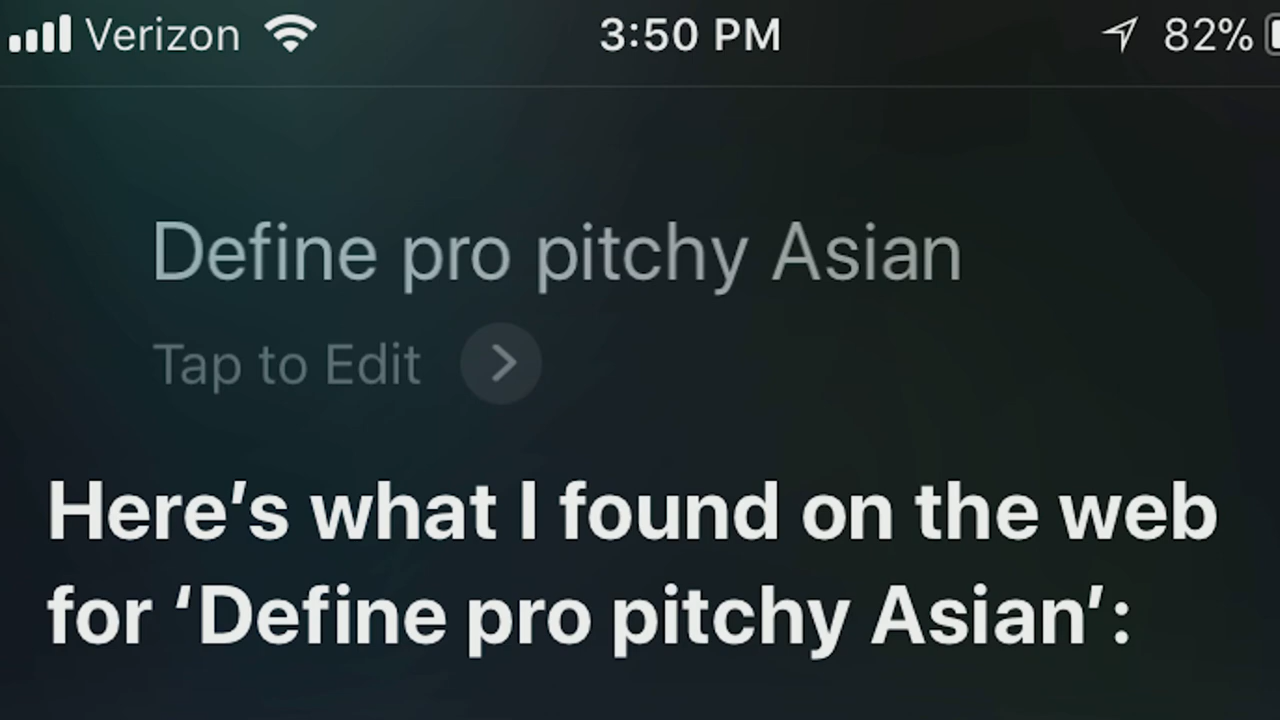 Verizon 3:50 PM 82%
Define pro pitchy Asian
Tap to Edit
Here’s what I found on the web
for ‘Define pro pitchy Asian’: